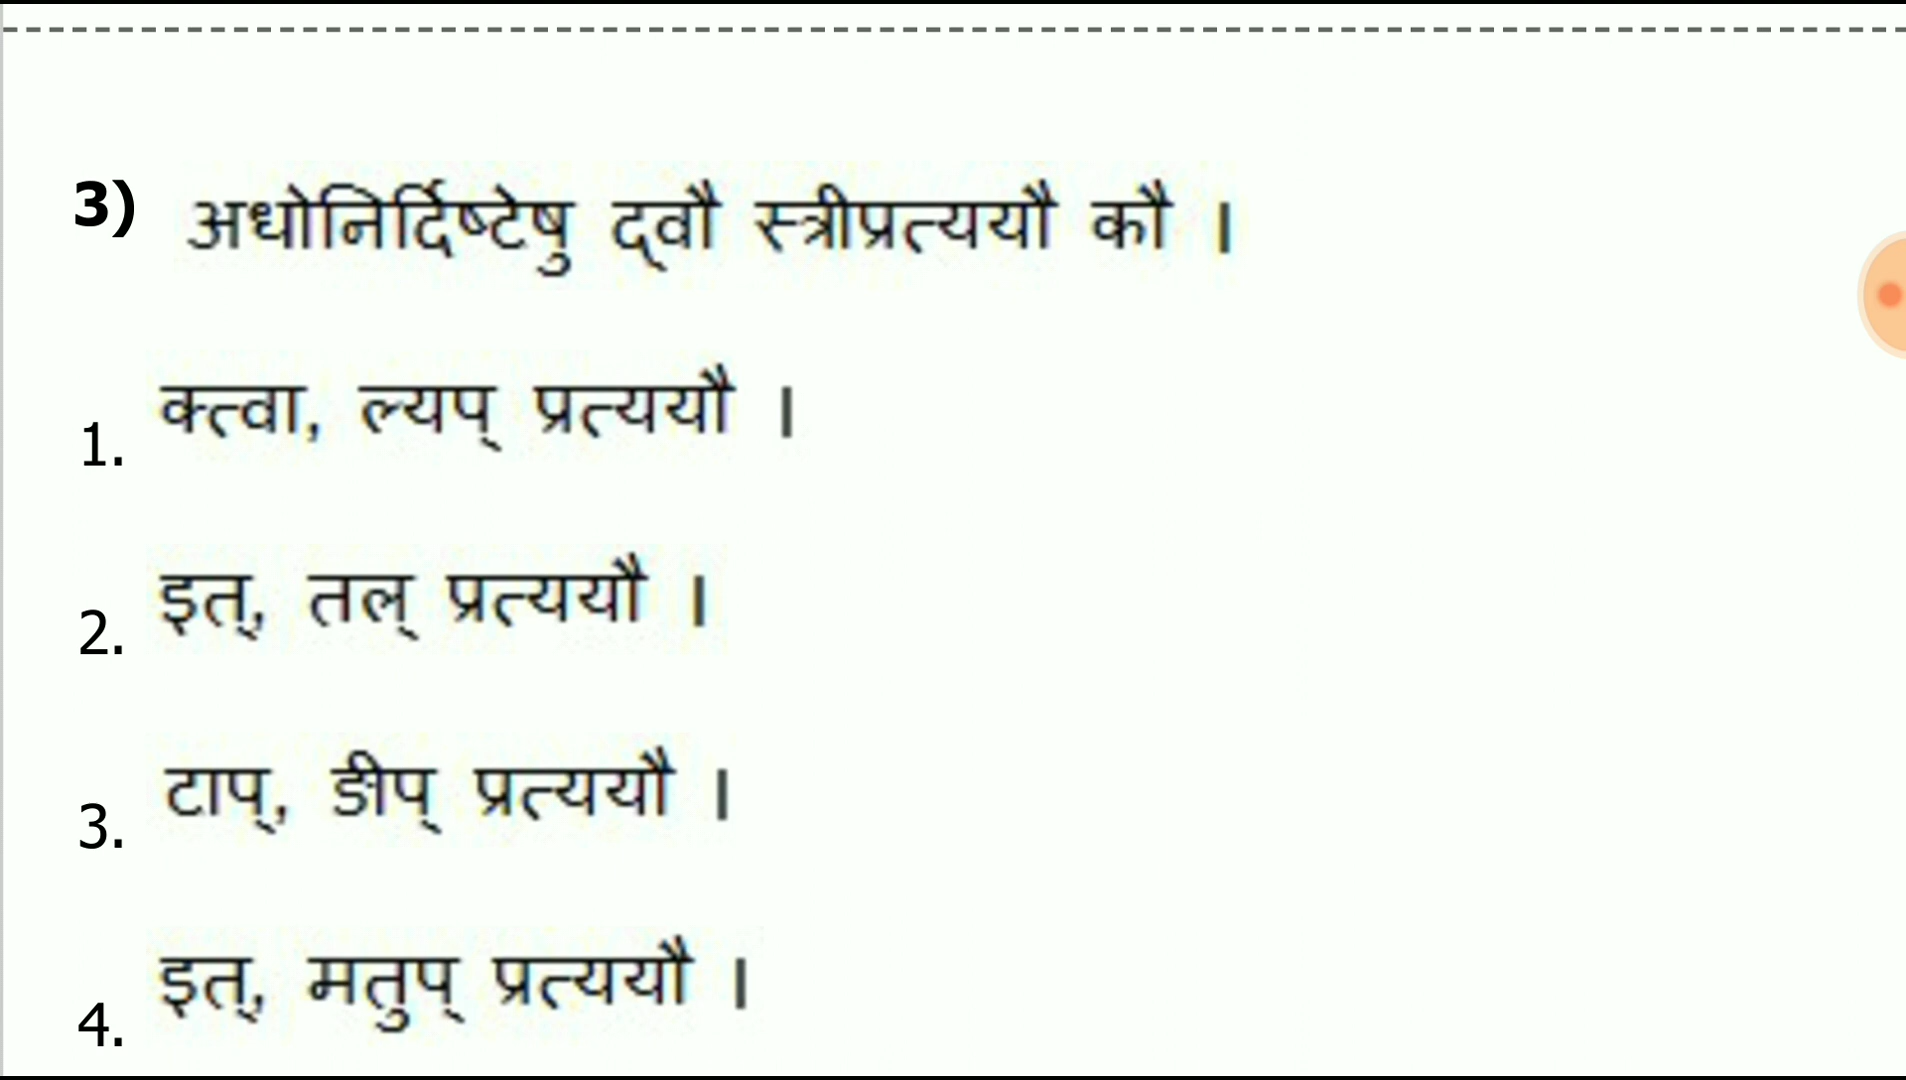 3) अधोनिर्दिष्टेषु द्वौ स्त्रीप्रत्ययौ कौ ।
1. क्त्वा, ल्यप् प्रत्ययौ ।
2. इत्, तल् प्रत्ययौ ।
3. टाप्, ङीप् प्रत्ययौ ।
4. इत्, मतुप् प्रत्ययौ ।